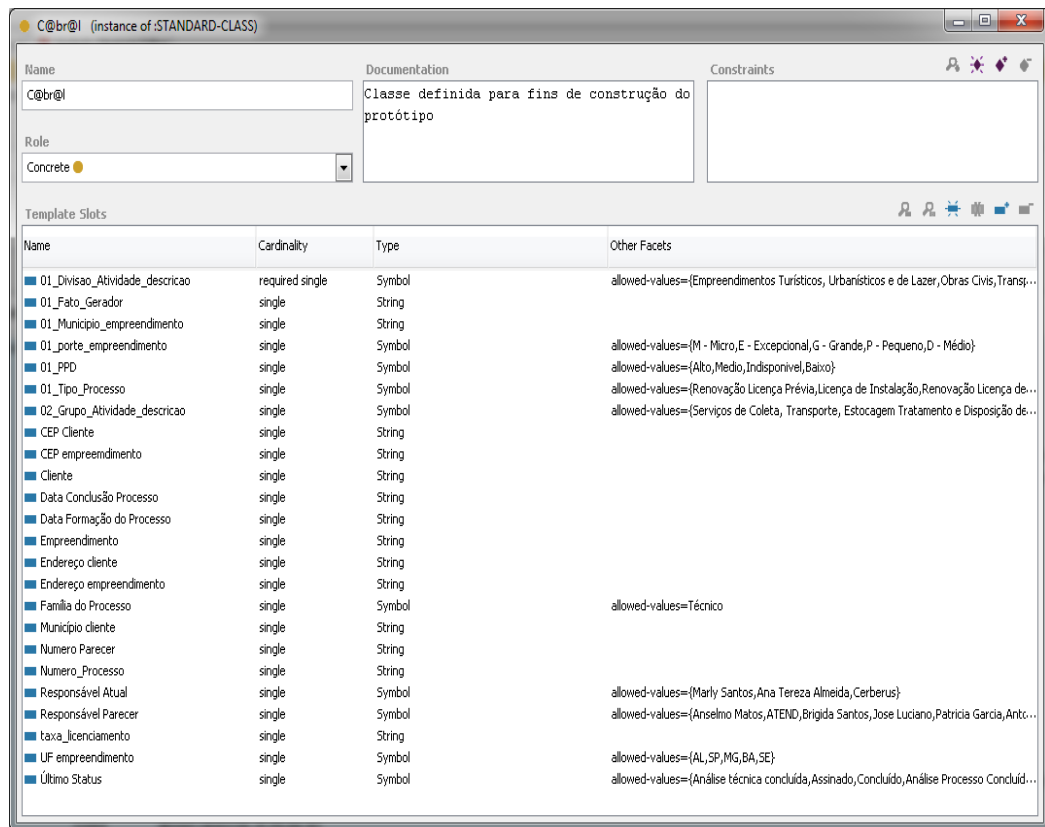 C@br@l (instance of :STANDARD-CLASS)
Name Documentation Constraints
C@br@l
Classe definida para fins de construção do
protótipo
Role
Concrete
Template Slots
Name Cardinality Type Other Facets
01_Divisao_Atividade_descricao required single Symbol allowed-values={Empreendimentos Turísticos, Urbanísticos e de Lazer,Obras Civis,Transp...
01_Fato_Gerador single String
01_Municipio_empreendimento single String
01_porte_empreendimento single Symbol allowed-values={M - Micro,E - Excepcional,G - Grande,P - Pequeno,D - Médio}
01_PPD single Symbol allowed-values={Alto,Medio,Indisponivel,Baixo}
01_Tipo_Processo single Symbol allowed-values={Renovação Licença Prévia,Licença de Instalação,Renovação Licença de...
02_Grupo_Atividade_descricao single Symbol allowed-values={Serviços de Coleta, Transporte, Estocagem Tratamento e Disposição de...
CEP Cliente single String
CEP empreemdimento single String
Cliente single String
Data Conclusão Processo single String
Data Formação do Processo single String
Empreendimento single String
Endereço cliente single String
Endereço empreendimento single String
Família do Processo single Symbol allowed-values=Técnico
Município cliente single String
Numero Parecer single String
Numero_Processo single String
Responsável Atual single Symbol allowed-values={Marly Santos,Ana Tereza Almeida,Cerberus}
Responsável Parecer single Symbol allowed-values={Anselmo Matos,ATEND,Brigida Santos,Jose Luciano,Patricia Garcia,Anto...
taxa_licenciamento single String
UF empreendimento single Symbol allowed-values={AL,SP,MG,BA,SE}
Último Status single Symbol allowed-values={Análise técnica concluída,Assinado,Concluído,Análise Processo Concluíd...